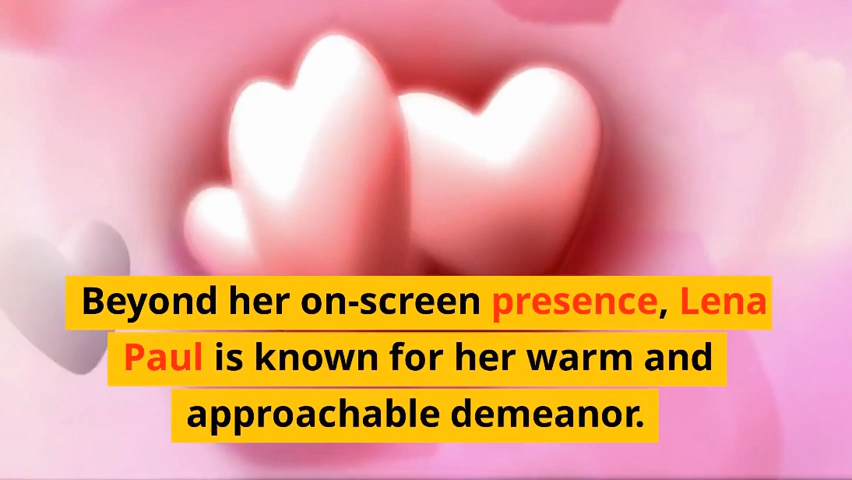 Beyond her on-screen presence, Lena
Paul is known for her warm and
approachable demeanor.